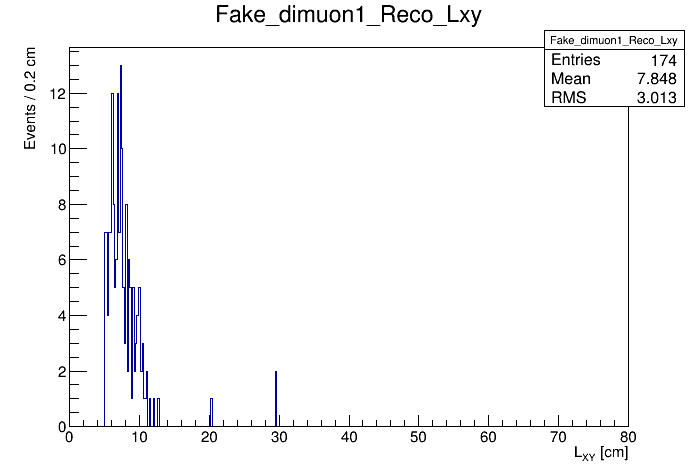 Fake_dimuon1_Reco_Lxy
Fake_dimuon1_Reco_Lxy
Entries 174
Mean 7.848
RMS 3.013
Events / 0.2 cm
12
10
8
6
4
2
0
0 10 20 30 40 50 60 70 80
L_XY [cm]